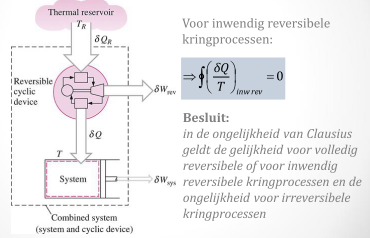 Thermal reservoir
T_R
δQ_R
Reversible
cyclic
device
δW_rev
δQ
T
System
δW_sys
Combined system
(system and cyclic device)
Voor inwendig reversibele
kringprocessen:
⇒ ∮(δQ/T)_inw rev = 0
Besluit:
in de ongelijkheid van Clausius
geldt de gelijkheid voor volledig
reversibele of voor inwendig
reversibele kringprocessen en de
ongelijkheid voor irreversibele
kringprocessen